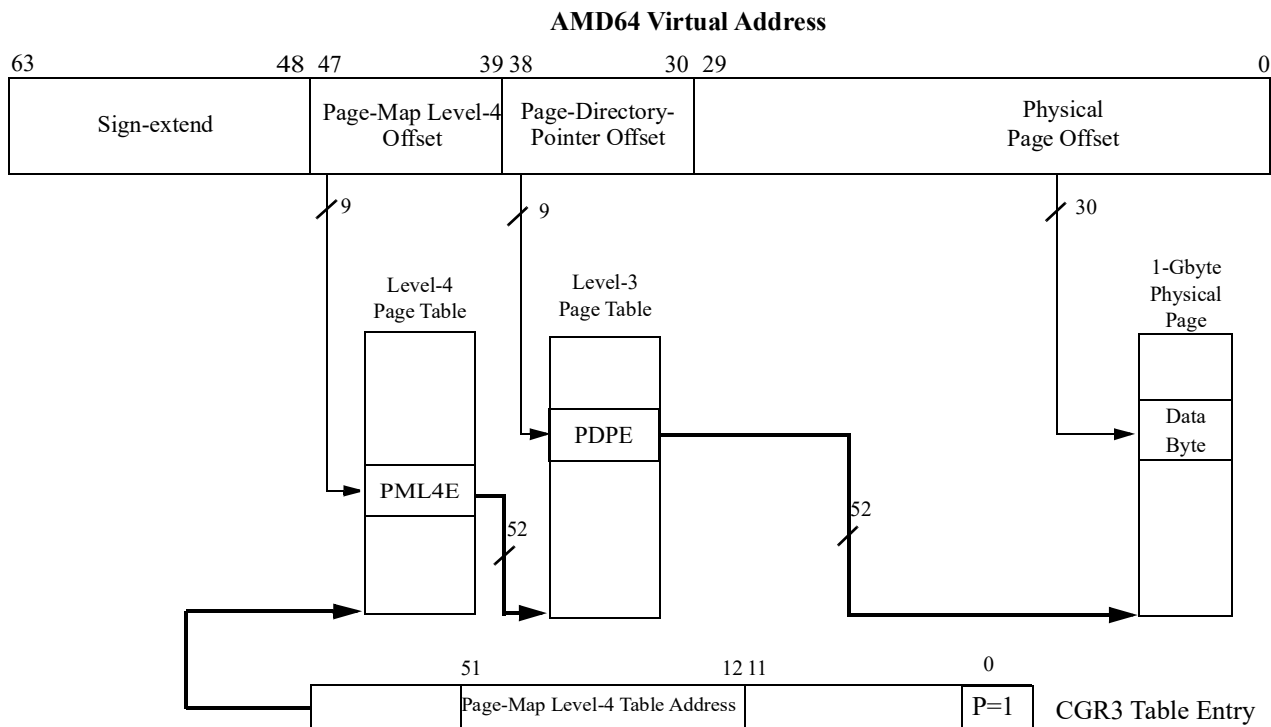 AMD64 Virtual Address
63 48 47 39 38 30 29 0
Sign-extend
Page-Map Level-4
Offset
Page-Directory-
Pointer Offset
Physical
Page Offset
9
9
30
Level-4
Page Table
Level-3
Page Table
1-Gbyte
Physical
Page
PDPE
Data
Byte
PML4E
52
52
51 12 11 0
Page-Map Level-4 Table Address
P=1
CGR3 Table Entry